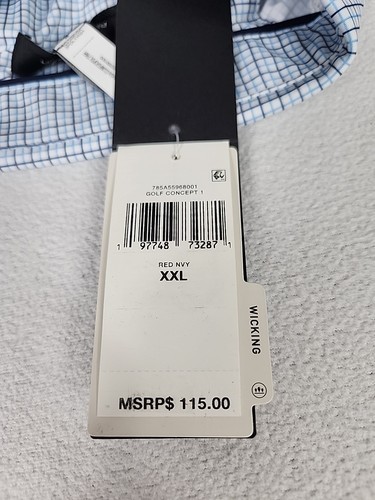 785A55968001
GOLF CONCEPT 1
1 97748 73287 1
RED NVY
XXL
WICKING
MSRP$ 115.00